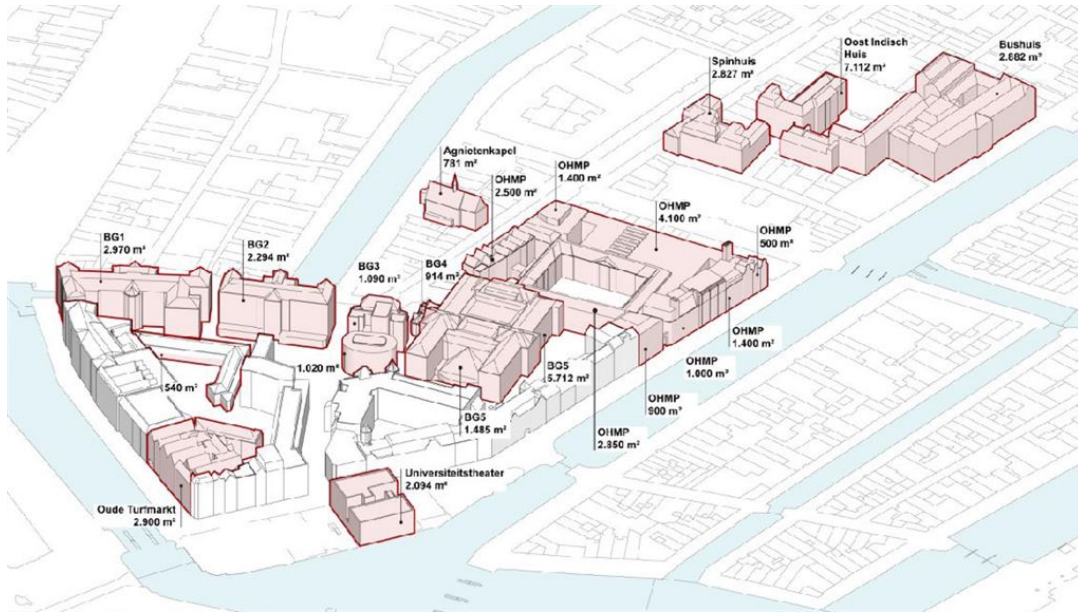 Oost Indisch
Huis
7.112 m²
Bushuis
2.882 m²
Spinhuis
2.827 m²
Agnietenkapel
781 m²
OHMP
1.400 m²
OHMP
2.500 m²
OHMP
4.100 m²
OHMP
500 m²
BG1
2.970 m²
BG2
2.294 m²
BG3
1.090 m²
BG4
914 m²
OHMP
1.400 m²
OHMP
1.000 m²
1.020 m²
540 m²
BG5
5.712 m²
OHMP
900 m²
BG5
1.485 m²
OHMP
2.850 m²
Universiteitstheater
2.094 m²
Oude Turfmarkt
2.900 m²